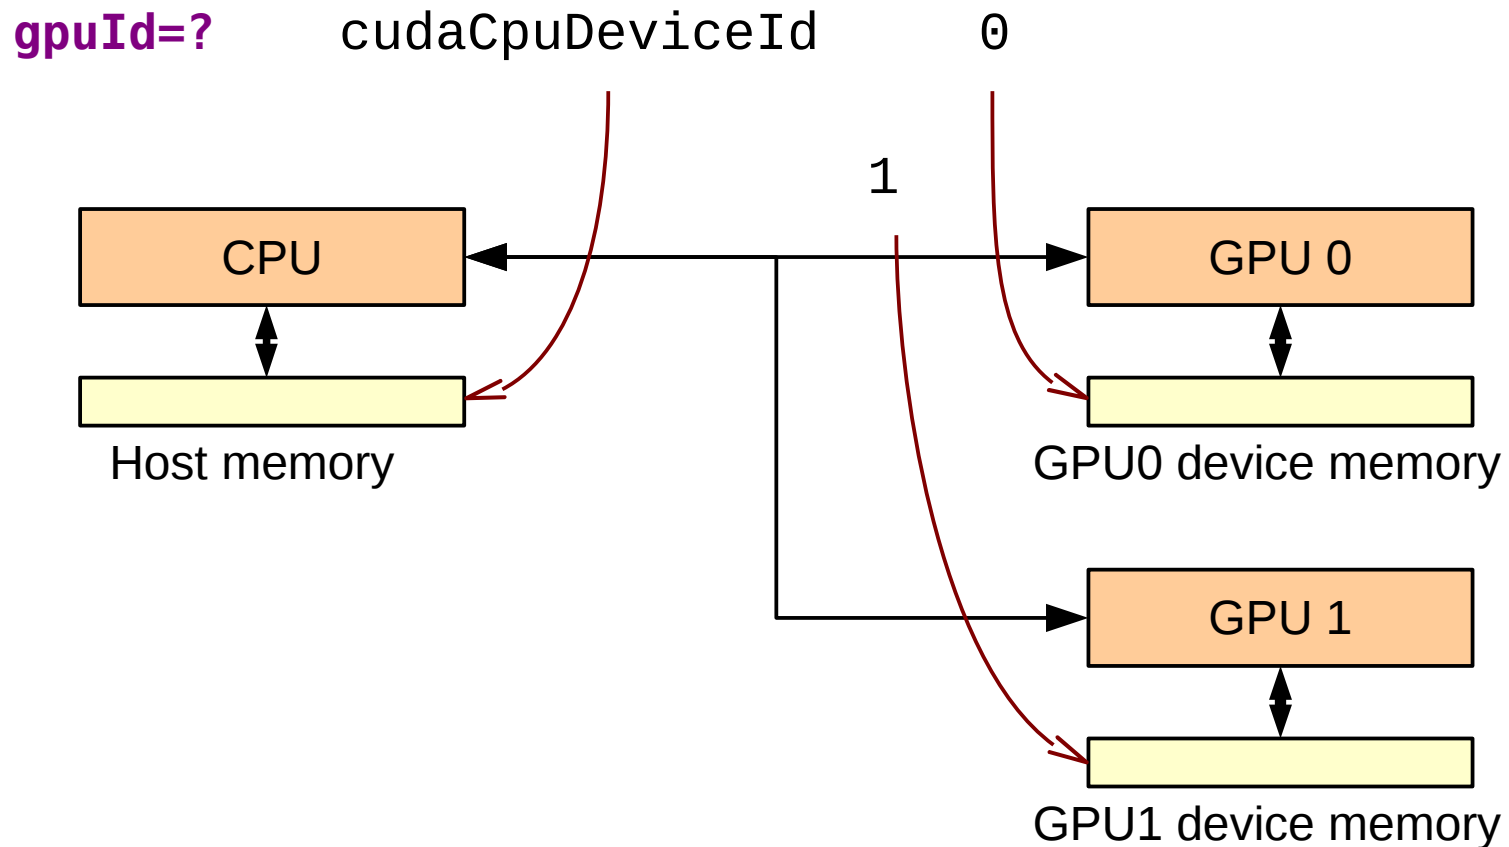 gpuId=? cudaCpuDeviceId 0
1
CPU
GPU 0
Host memory
GPU0 device memory
GPU 1
GPU1 device memory